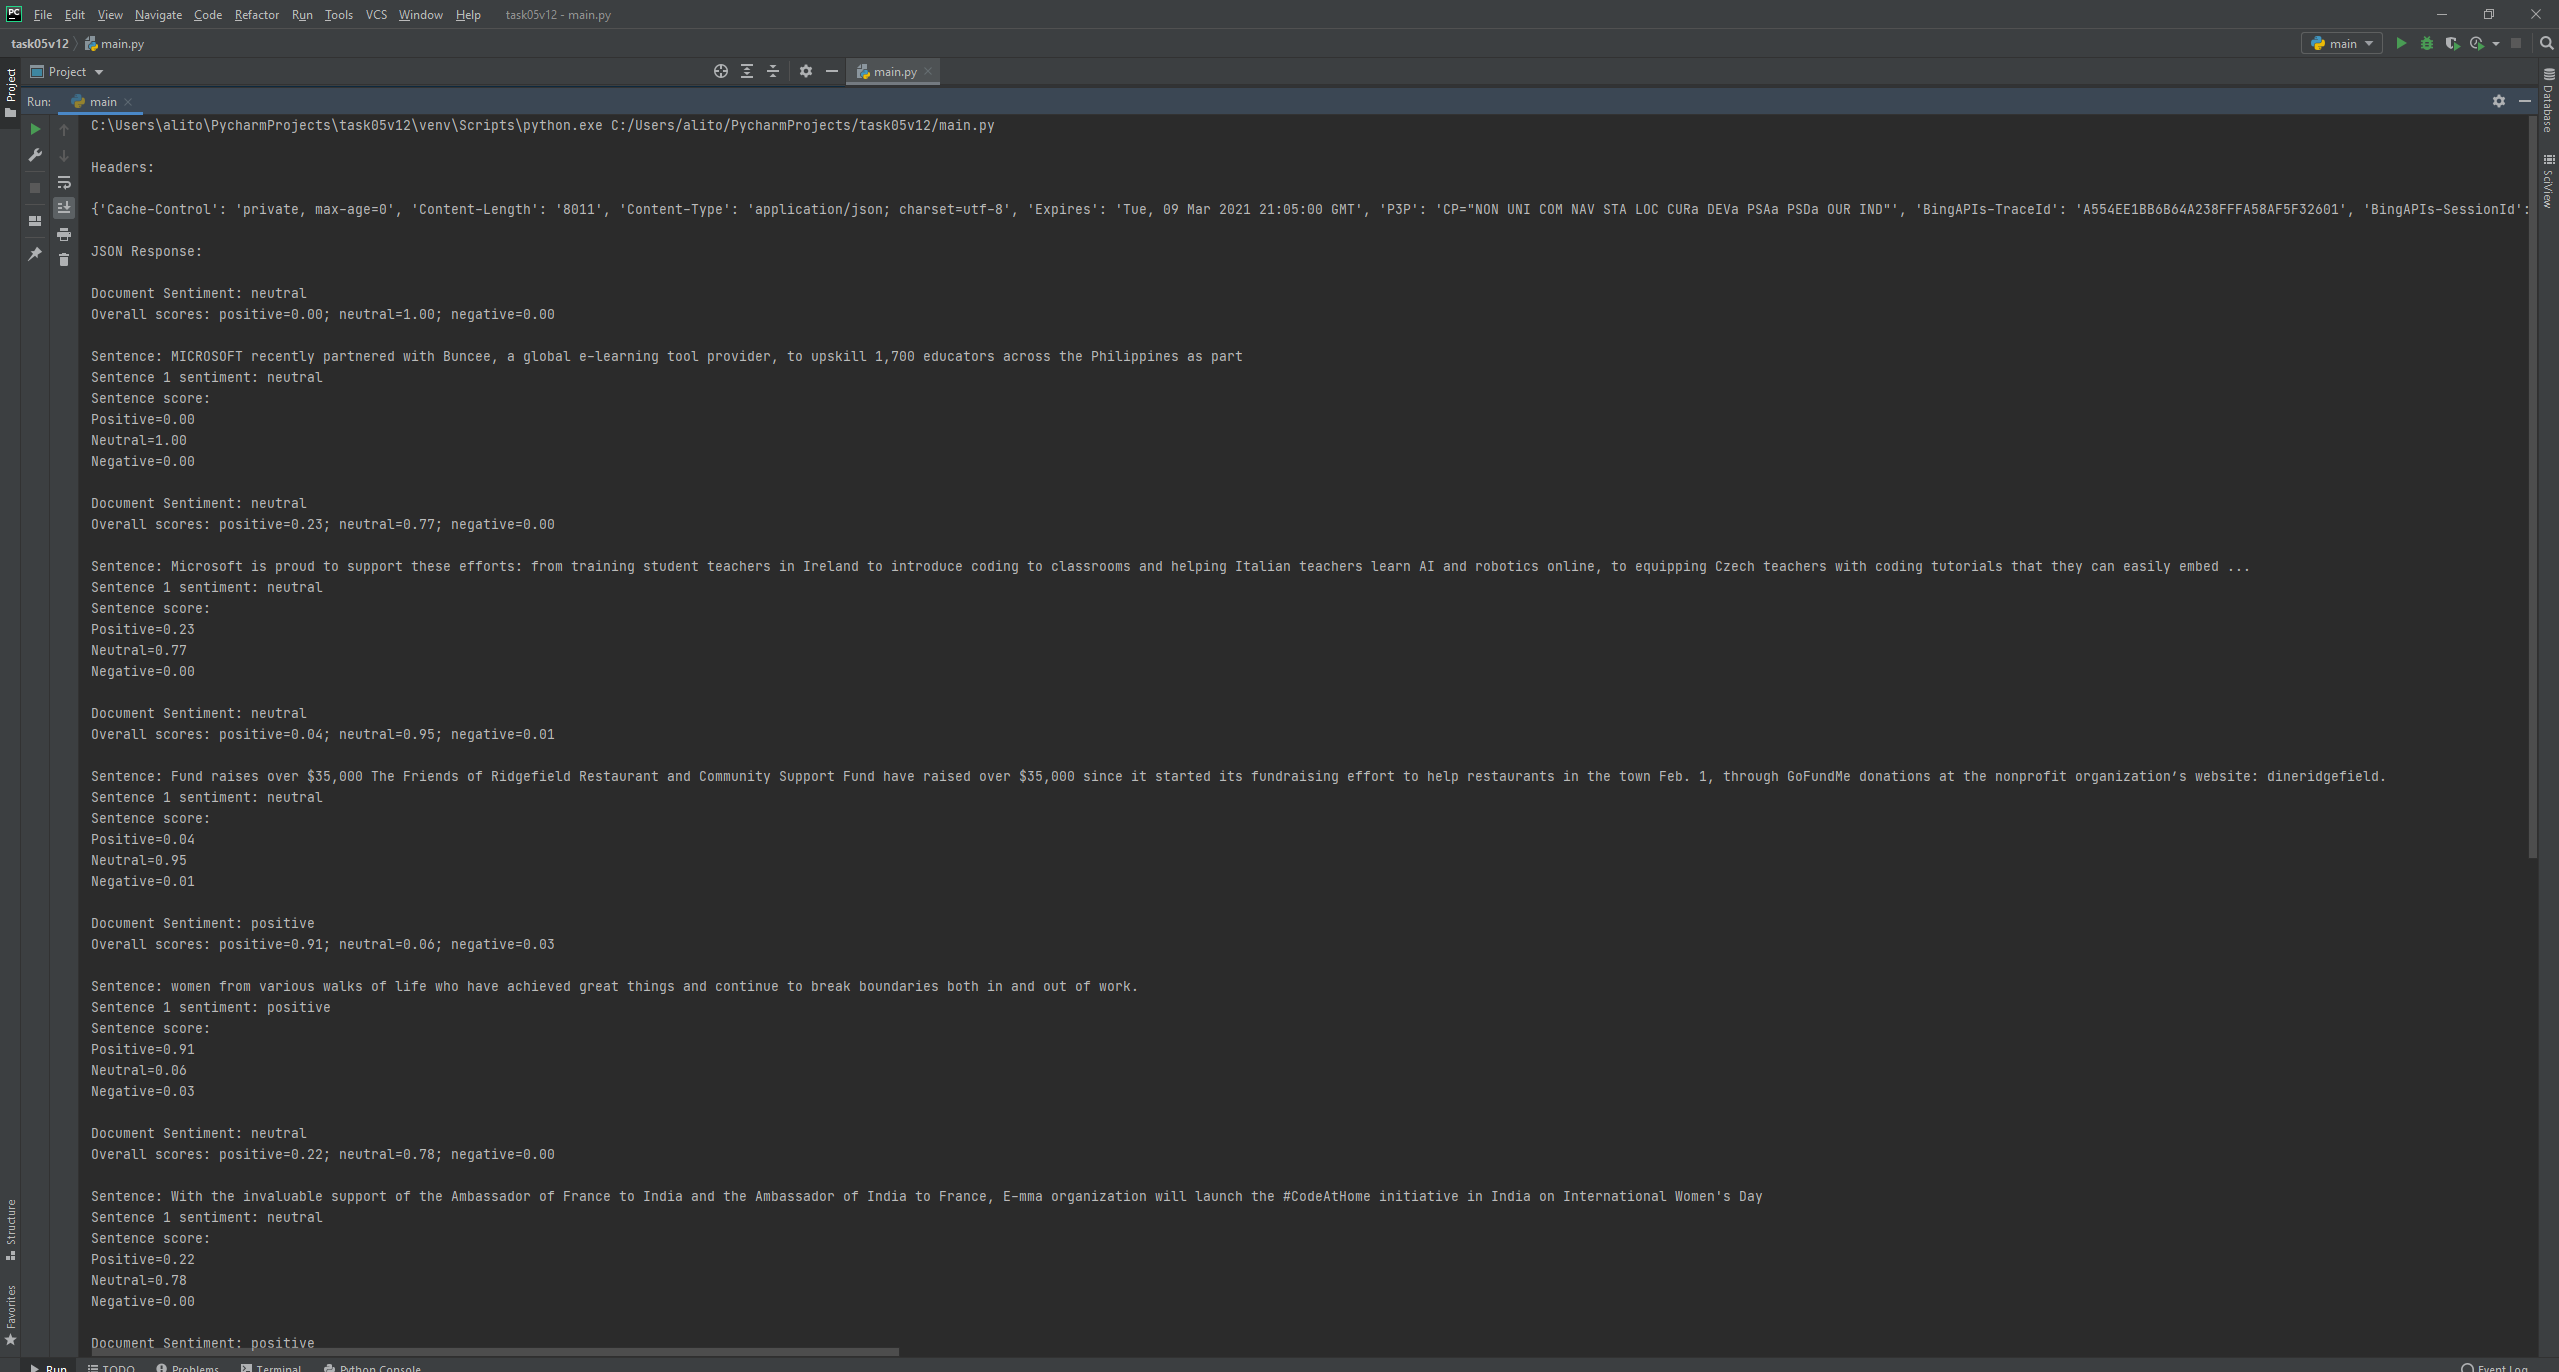 PC File Edit View Navigate Code Refactor Run Tools VCS Window Help task05v12 - main.py
task05v12 main.py main
Project main.py
Run: main
C:\Users\alito\PycharmProjects\task05v12\venv\Scripts\python.exe C:/Users/alito/PycharmProjects/task05v12/main.py
Headers:
{'Cache-Control': 'private, max-age=0', 'Content-Length': '8011', 'Content-Type': 'application/json; charset=utf-8', 'Expires': 'Tue, 09 Mar 2021 21:05:00 GMT', 'P3P': 'CP="NON UNI COM NAV STA LOC CURa DEVa PSAa PSDa OUR IND"', 'BingAPIs-TraceId': 'A554EE1BB6B64A238FFFA58AF5F32601', 'BingAPIs-SessionId':
JSON Response:
Document Sentiment: neutral
Overall scores: positive=0.00; neutral=1.00; negative=0.00
Sentence: MICROSOFT recently partnered with Buncee, a global e-learning tool provider, to upskill 1,700 educators across the Philippines as part
Sentence 1 sentiment: neutral
Sentence score:
Positive=0.00
Neutral=1.00
Negative=0.00
Document Sentiment: neutral
Overall scores: positive=0.23; neutral=0.77; negative=0.00
Sentence: Microsoft is proud to support these efforts: from training student teachers in Ireland to introduce coding to classrooms and helping Italian teachers learn AI and robotics online, to equipping Czech teachers with coding tutorials that they can easily embed ...
Sentence 1 sentiment: neutral
Sentence score:
Positive=0.23
Neutral=0.77
Negative=0.00
Document Sentiment: neutral
Overall scores: positive=0.04; neutral=0.95; negative=0.01
Sentence: Fund raises over $35,000 The Friends of Ridgefield Restaurant and Community Support Fund have raised over $35,000 since it started its fundraising effort to help restaurants in the town Feb. 1, through GoFundMe donations at the nonprofit organization’s website: dineridgefield.
Sentence 1 sentiment: neutral
Sentence score:
Positive=0.04
Neutral=0.95
Negative=0.01
Document Sentiment: positive
Overall scores: positive=0.91; neutral=0.06; negative=0.03
Sentence: women from various walks of life who have achieved great things and continue to break boundaries both in and out of work.
Sentence 1 sentiment: positive
Sentence score:
Positive=0.91
Neutral=0.06
Negative=0.03
Document Sentiment: neutral
Overall scores: positive=0.22; neutral=0.78; negative=0.00
Sentence: With the invaluable support of the Ambassador of France to India and the Ambassador of India to France, E-mma organization will launch the #CodeAtHome initiative in India on International Women's Day
Sentence 1 sentiment: neutral
Sentence score:
Positive=0.22
Neutral=0.78
Negative=0.00
Document Sentiment: positive
Run TODO Problems Terminal Python Console Event Log
Project
Structure
Favorites
Database
SciView